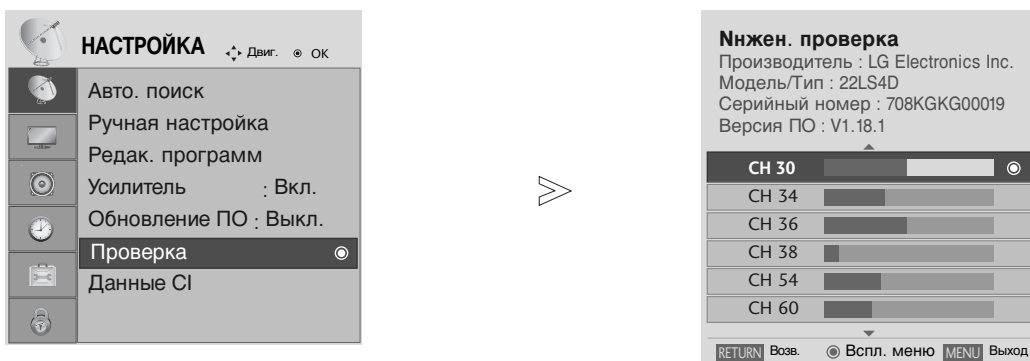 НАСТРОЙКА Двиг. ОК
Авто. поиск
Ручная настройка
Редак. программ
Усилитель : Вкл.
Обновление ПО : Выкл.
Проверка
Данные CI
Nнжен. проверка
Производитель : LG Electronics Inc.
Модель/Тип : 22LS4D
Серийный номер : 708KGKG00019
Версия ПО : V1.18.1
CH 30
CH 34
CH 36
CH 38
CH 54
CH 60
RETURN Возв. Вспл. меню MENU Выход